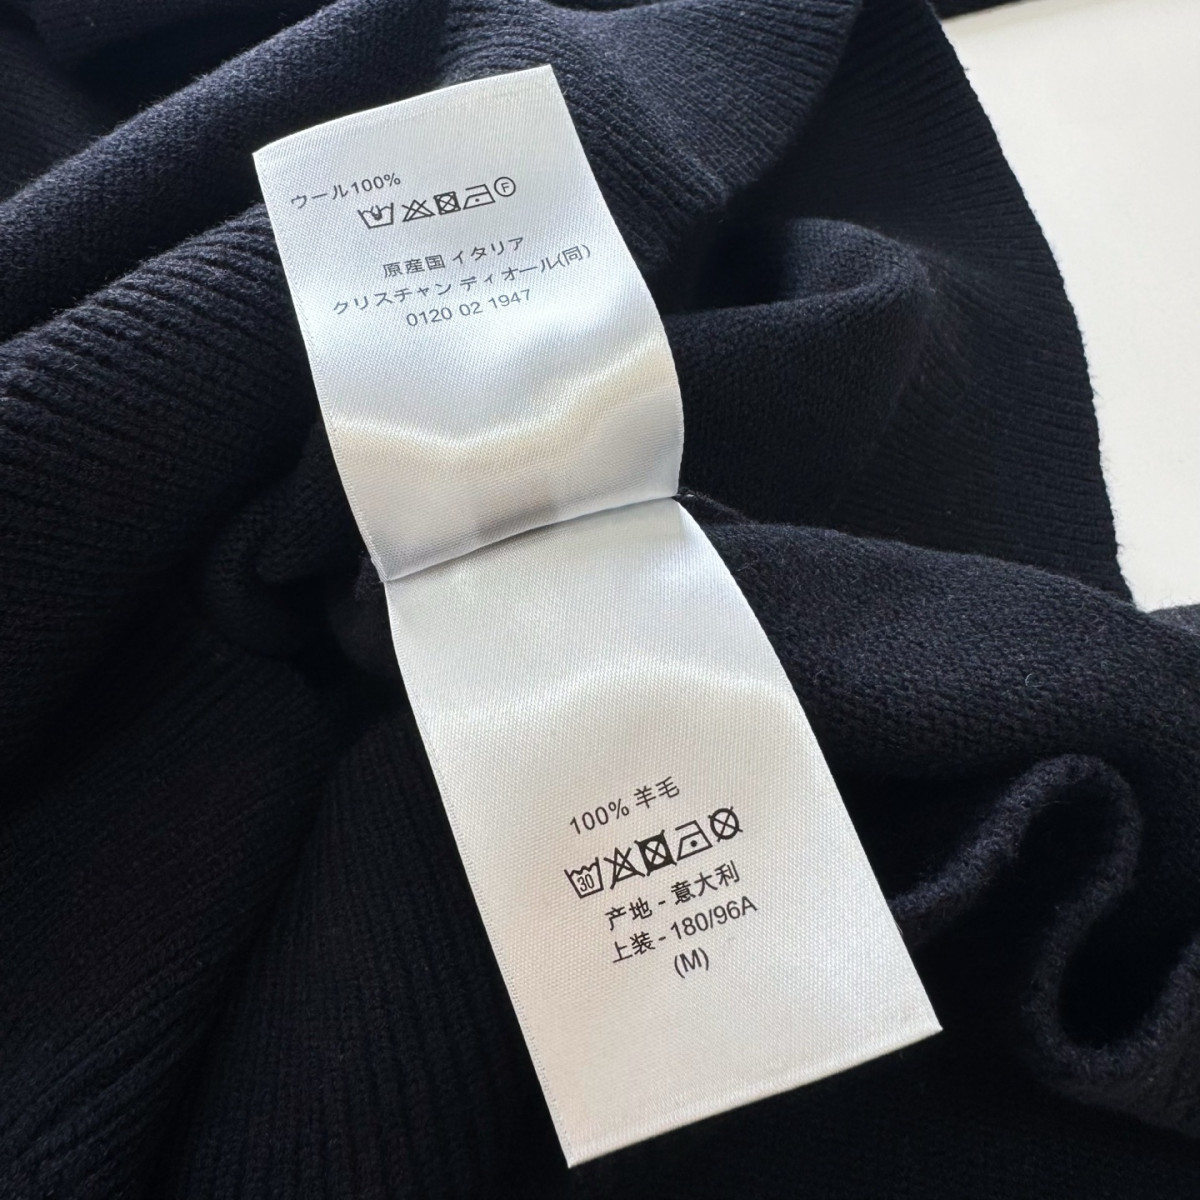 ウール100%
F
原産国 イタリア
クリスチャン ディオール(同)
0120 02 1947
100% 羊毛
30
产地 - 意大利
上装 - 180/96A
(M)